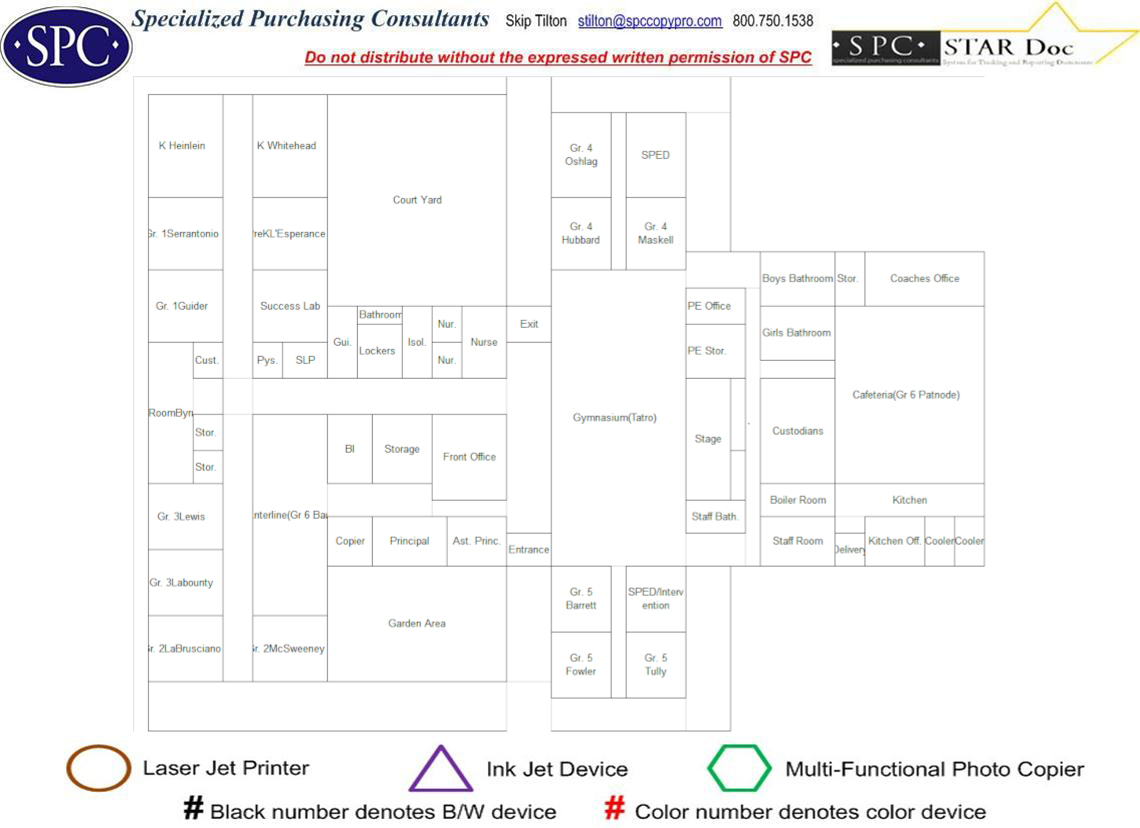 Specialized Purchasing Consultants Skip Tilton stilton@spccopypro.com 800.750.1538
·SPC·
Do not distribute without the expressed written permission of SPC
· S P C · STAR Doc
specialized purchasing consultants System for Tracking and Reporting Documents
K Heinlein
K Whitehead
Court Yard
Gr. 4
Oshlag
SPED
Gr. 1Serrantonio
reKL'Esperance
Gr. 4
Hubbard
Gr. 4
Maskell
Gr. 1Guider
Success Lab
Bathroom
Gui.
Lockers
Isol.
Nur.
Nur.
Nurse
Exit
Cust.
Pys.
SLP
PE Office
PE Stor.
Boys Bathroom
Stor.
Coaches Office
Girls Bathroom
Cafeteria(Gr 6 Patnode)
RoomByr
Stor.
Stor.
BI
Storage
Front Office
Gymnasium(Tatro)
Stage
Custodians
Gr. 3Lewis
nterline(Gr 6 Ba
Copier
Principal
Ast. Princ.
Entrance
Staff Bath.
Boiler Room
Kitchen
Staff Room
Delivery
Kitchen Off.
Cooler
Cooler
Gr. 3Labounty
Garden Area
Gr. 5
Barrett
SPED/Interv
ention
Gr. 2LaBrusciano
Gr. 2McSweeney
Gr. 5
Fowler
Gr. 5
Tully
Laser Jet Printer
Ink Jet Device
Multi-Functional Photo Copier
# Black number denotes B/W device
# Color number denotes color device